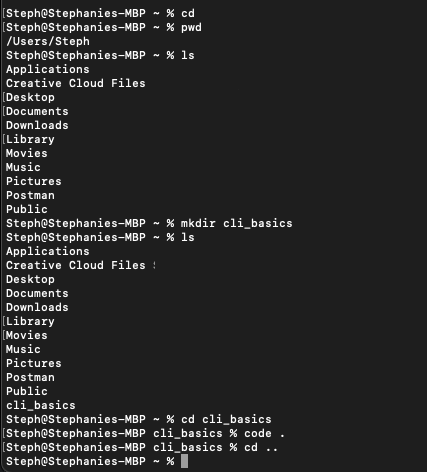 [Steph@Stephanies-MBP ~ % cd
[Steph@Stephanies-MBP ~ % pwd
/Users/Steph
Steph@Stephanies-MBP ~ % ls
Applications
Creative Cloud Files
[Desktop
[Documents
Downloads
[Library
Movies
Music
Pictures
Postman
Public
Steph@Stephanies-MBP ~ % mkdir cli_basics
Steph@Stephanies-MBP ~ % ls
Applications
Creative Cloud Files
Desktop
Documents
Downloads
[Library
[Movies
Music
Pictures
Postman
Public
cli_basics
Steph@Stephanies-MBP ~ % cd cli_basics
[Steph@Stephanies-MBP cli_basics % code .
[Steph@Stephanies-MBP cli_basics % cd ..
Steph@Stephanies-MBP ~ %